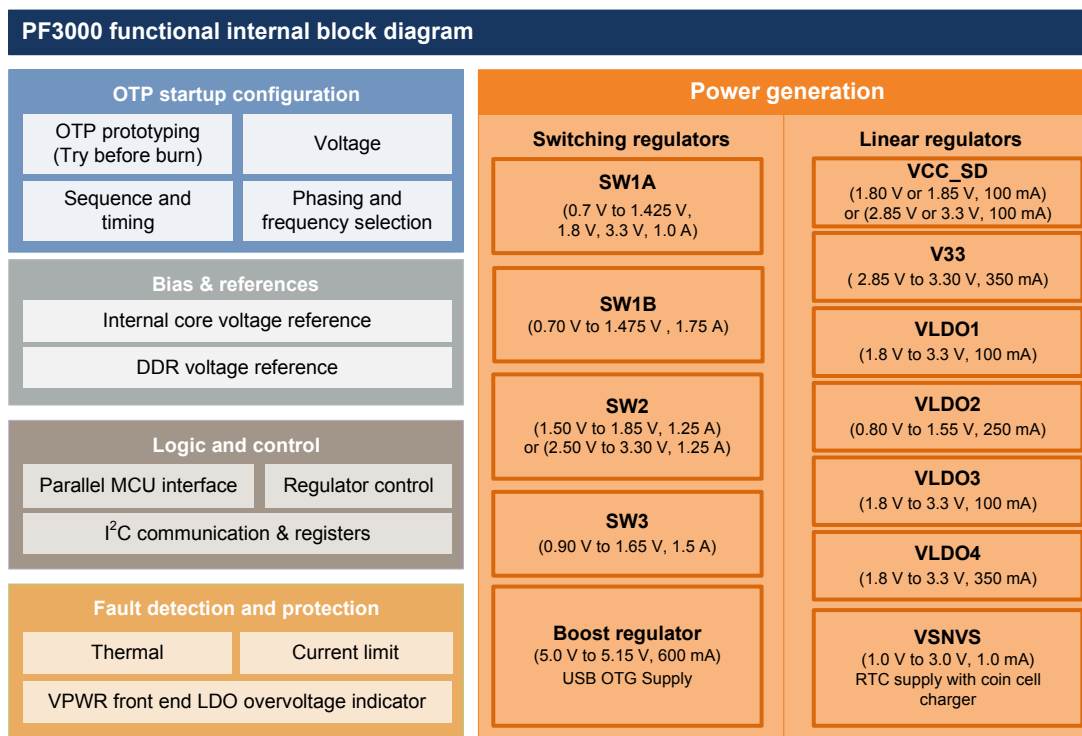 PF3000 functional internal block diagram
OTP startup configuration
OTP prototyping
(Try before burn)
Voltage
Sequence and
timing
Phasing and
frequency selection
Bias & references
Internal core voltage reference
DDR voltage reference
Logic and control
Parallel MCU interface
Regulator control
I²C communication & registers
Fault detection and protection
Thermal
Current limit
VPWR front end LDO overvoltage indicator
Power generation
Switching regulators
SW1A
(0.7 V to 1.425 V,
1.8 V, 3.3 V, 1.0 A)
SW1B
(0.70 V to 1.475 V , 1.75 A)
SW2
(1.50 V to 1.85 V, 1.25 A)
or (2.50 V to 3.30 V, 1.25 A)
SW3
(0.90 V to 1.65 V, 1.5 A)
Boost regulator
(5.0 V to 5.15 V, 600 mA)
USB OTG Supply
Linear regulators
VCC_SD
(1.80 V or 1.85 V, 100 mA)
or (2.85 V or 3.3 V, 100 mA)
V33
( 2.85 V to 3.30 V, 350 mA)
VLDO1
(1.8 V to 3.3 V, 100 mA)
VLDO2
(0.80 V to 1.55 V, 250 mA)
VLDO3
(1.8 V to 3.3 V, 100 mA)
VLDO4
(1.8 V to 3.3 V, 350 mA)
VSNVS
(1.0 V to 3.0 V, 1.0 mA)
RTC supply with coin cell
charger